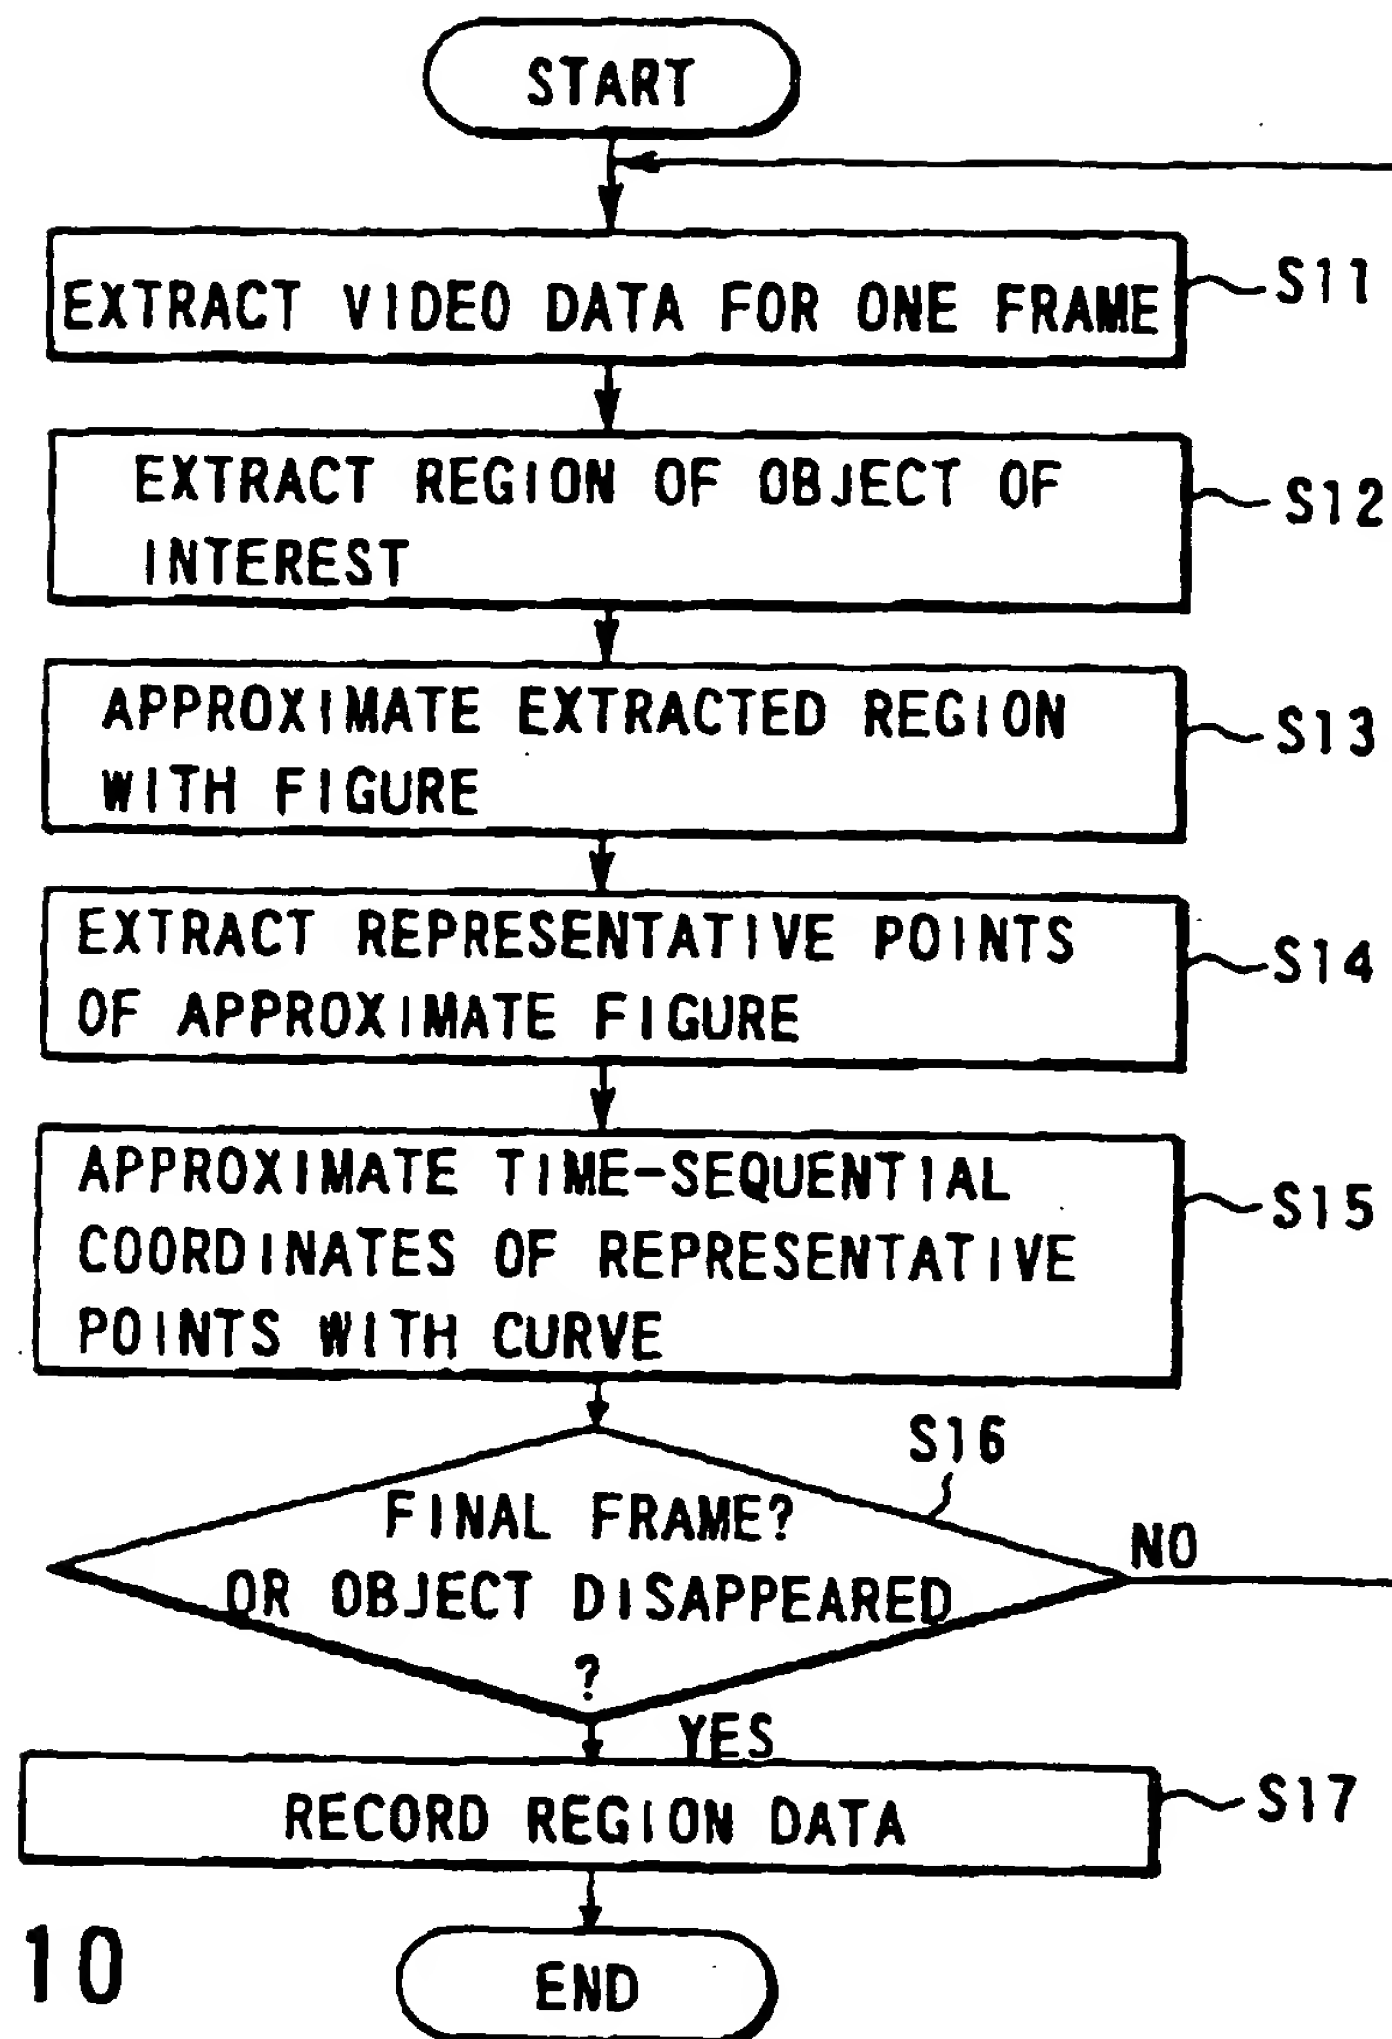 START
EXTRACT VIDEO DATA FOR ONE FRAME
S11
EXTRACT REGION OF OBJECT OF
INTEREST
S12
APPROXIMATE EXTRACTED REGION
WITH FIGURE
S13
EXTRACT REPRESENTATIVE POINTS
OF APPROXIMATE FIGURE
S14
APPROXIMATE TIME-SEQUENTIAL
COORDINATES OF REPRESENTATIVE
POINTS WITH CURVE
S15
S16
FINAL FRAME?
OR OBJECT DISAPPEARED
?
NO
YES
RECORD REGION DATA
S17
END
10